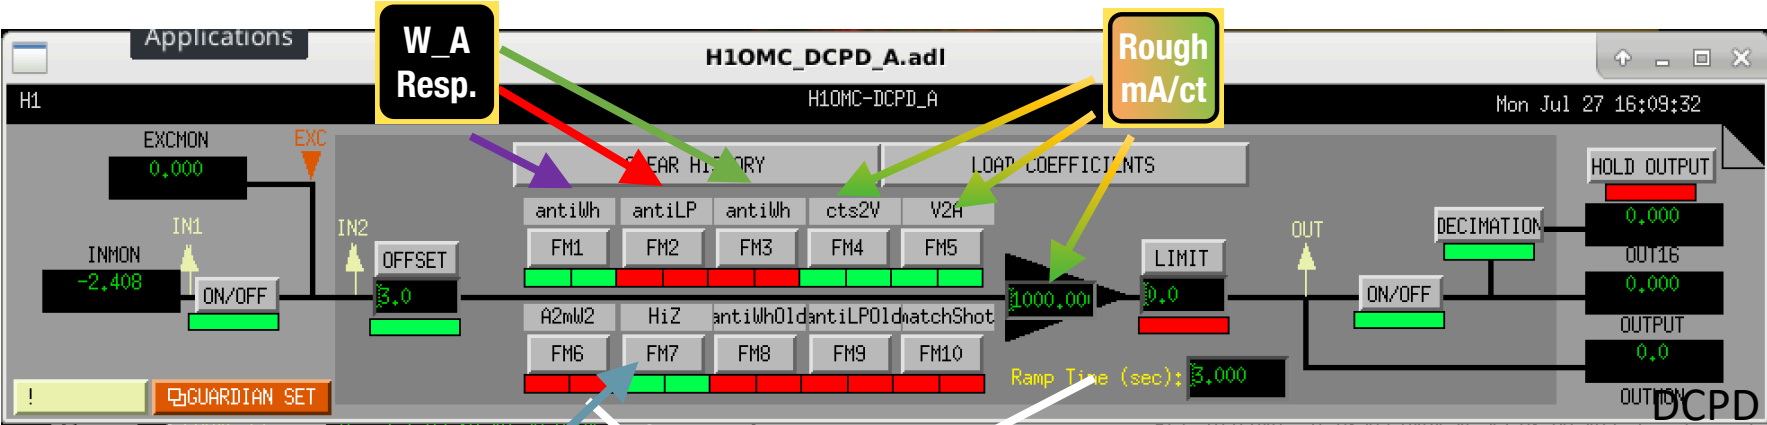 Applications
W_A
Resp.
H1OMC_DCPD_A.adl
Rough
mA/ct
H1
H1OMC-DCPD_A
Mon Jul 27 16:09:32
EXCMON
EXC
0.000
CLEAR HISTORY
LOAD COEFFICIENTS
HOLD OUTPUT
IN1
IN2
antiWh
antiLP
antiWh
cts2V
V2A
OUT
DECIMATION
0.000
INMON
OFFSET
FM1
FM2
FM3
FM4
FM5
LIMIT
OUT16
-2.408
ON/OFF
3.0
1000.00
0.0
ON/OFF
0.000
A2mW2
HiZ
antiWhOld
antiLPOld
matchShot
OUTPUT
FM6
FM7
FM8
FM9
FM10
0.0
Ramp Time (sec):
3.000
!
GUARDIAN SET
OUTMON
DCPD